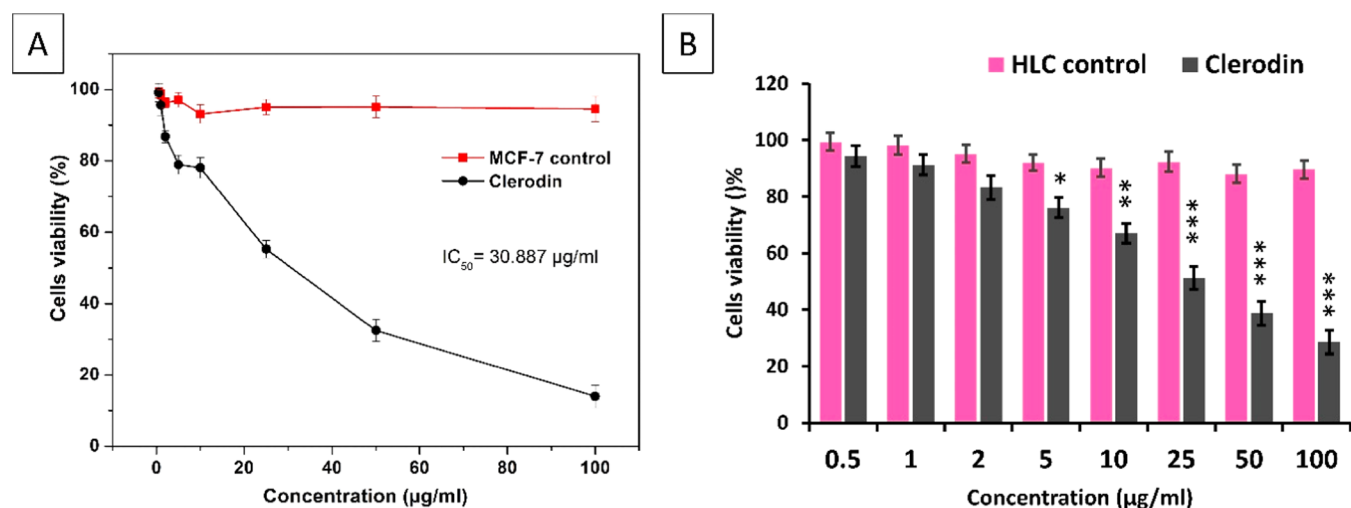 A
100
80
60
40
20
0
Cells viability (%)
MCF-7 control
Clerodin
IC50= 30.887 µg/ml
0 20 40 60 80 100
Concentration (µg/ml)
B
HLC control Clerodin
120
100
80
60
40
20
0
Cells viability ()%
*
**
***
***
***
0.5 1 2 5 10 25 50 100
Concentration (µg/ml)